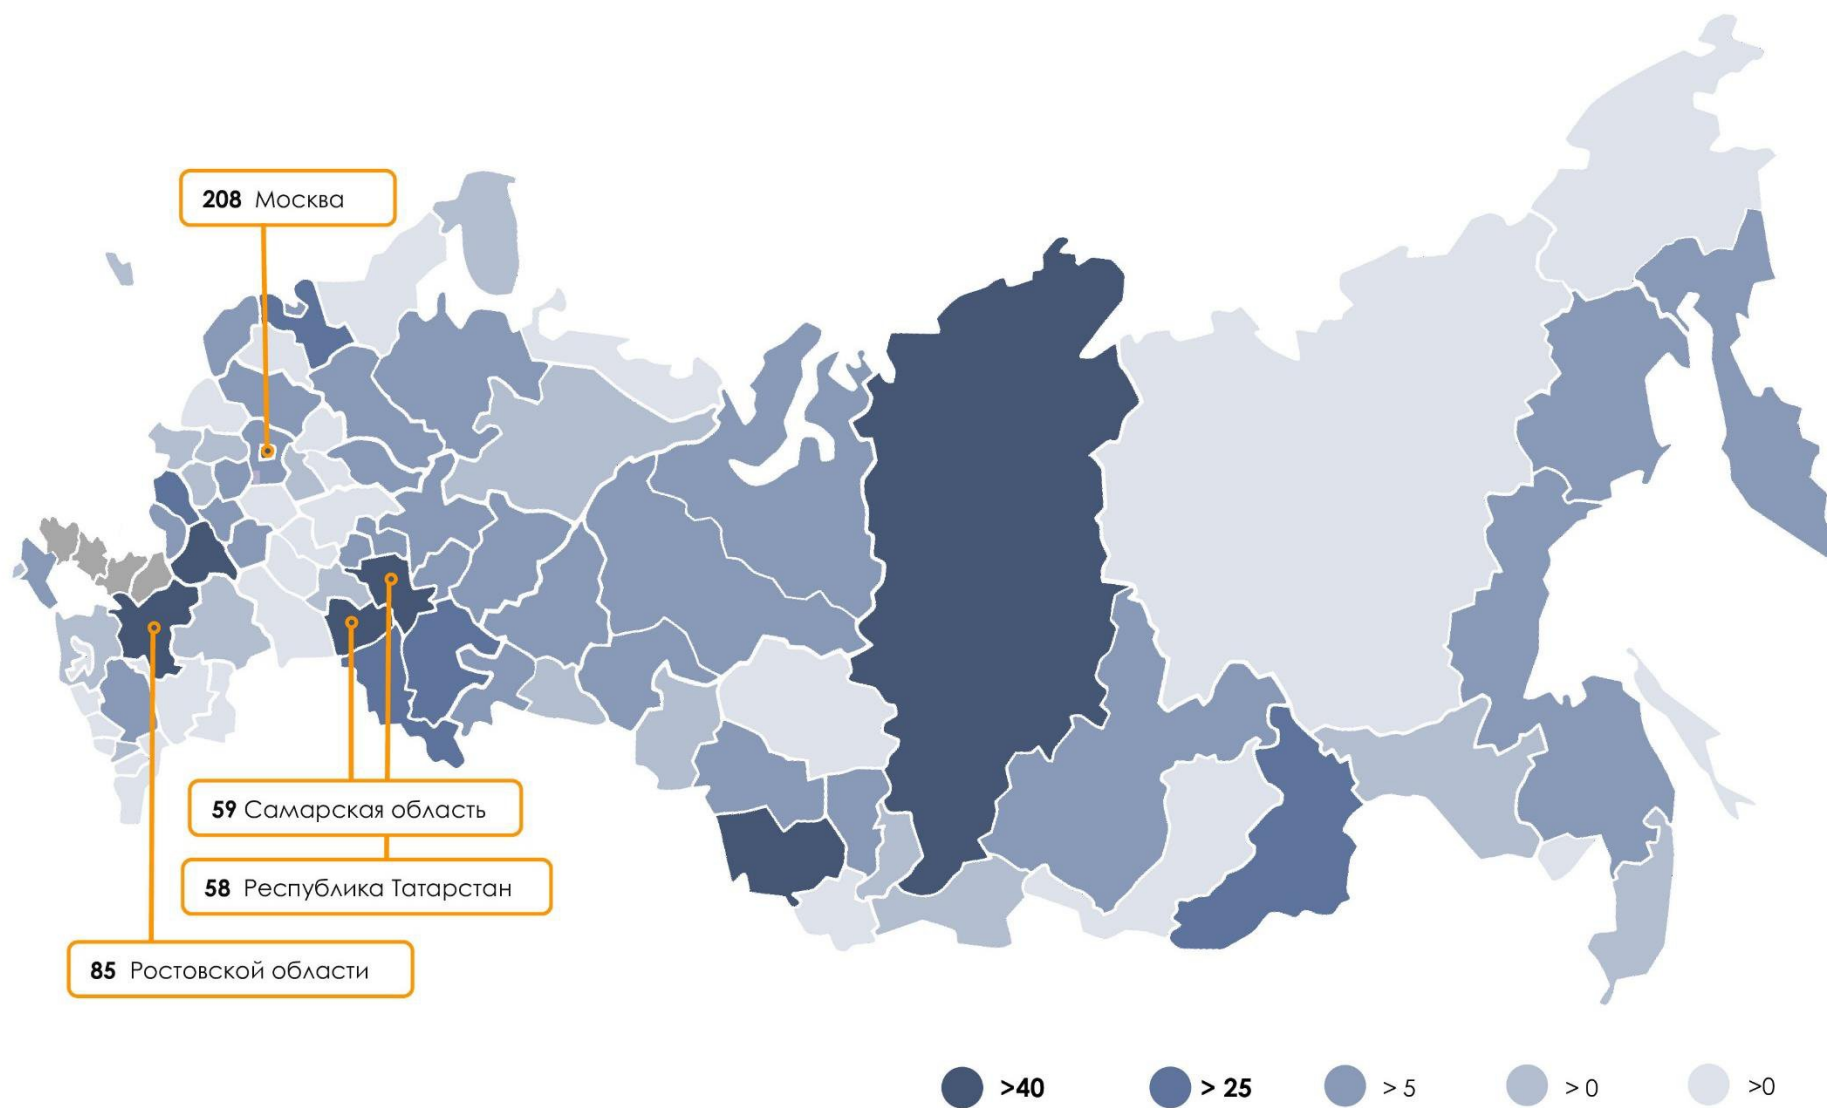 208 Москва
59 Самарская область
58 Республика Татарстан
85 Ростовской области
>40 > 25 > 5 > 0 >0